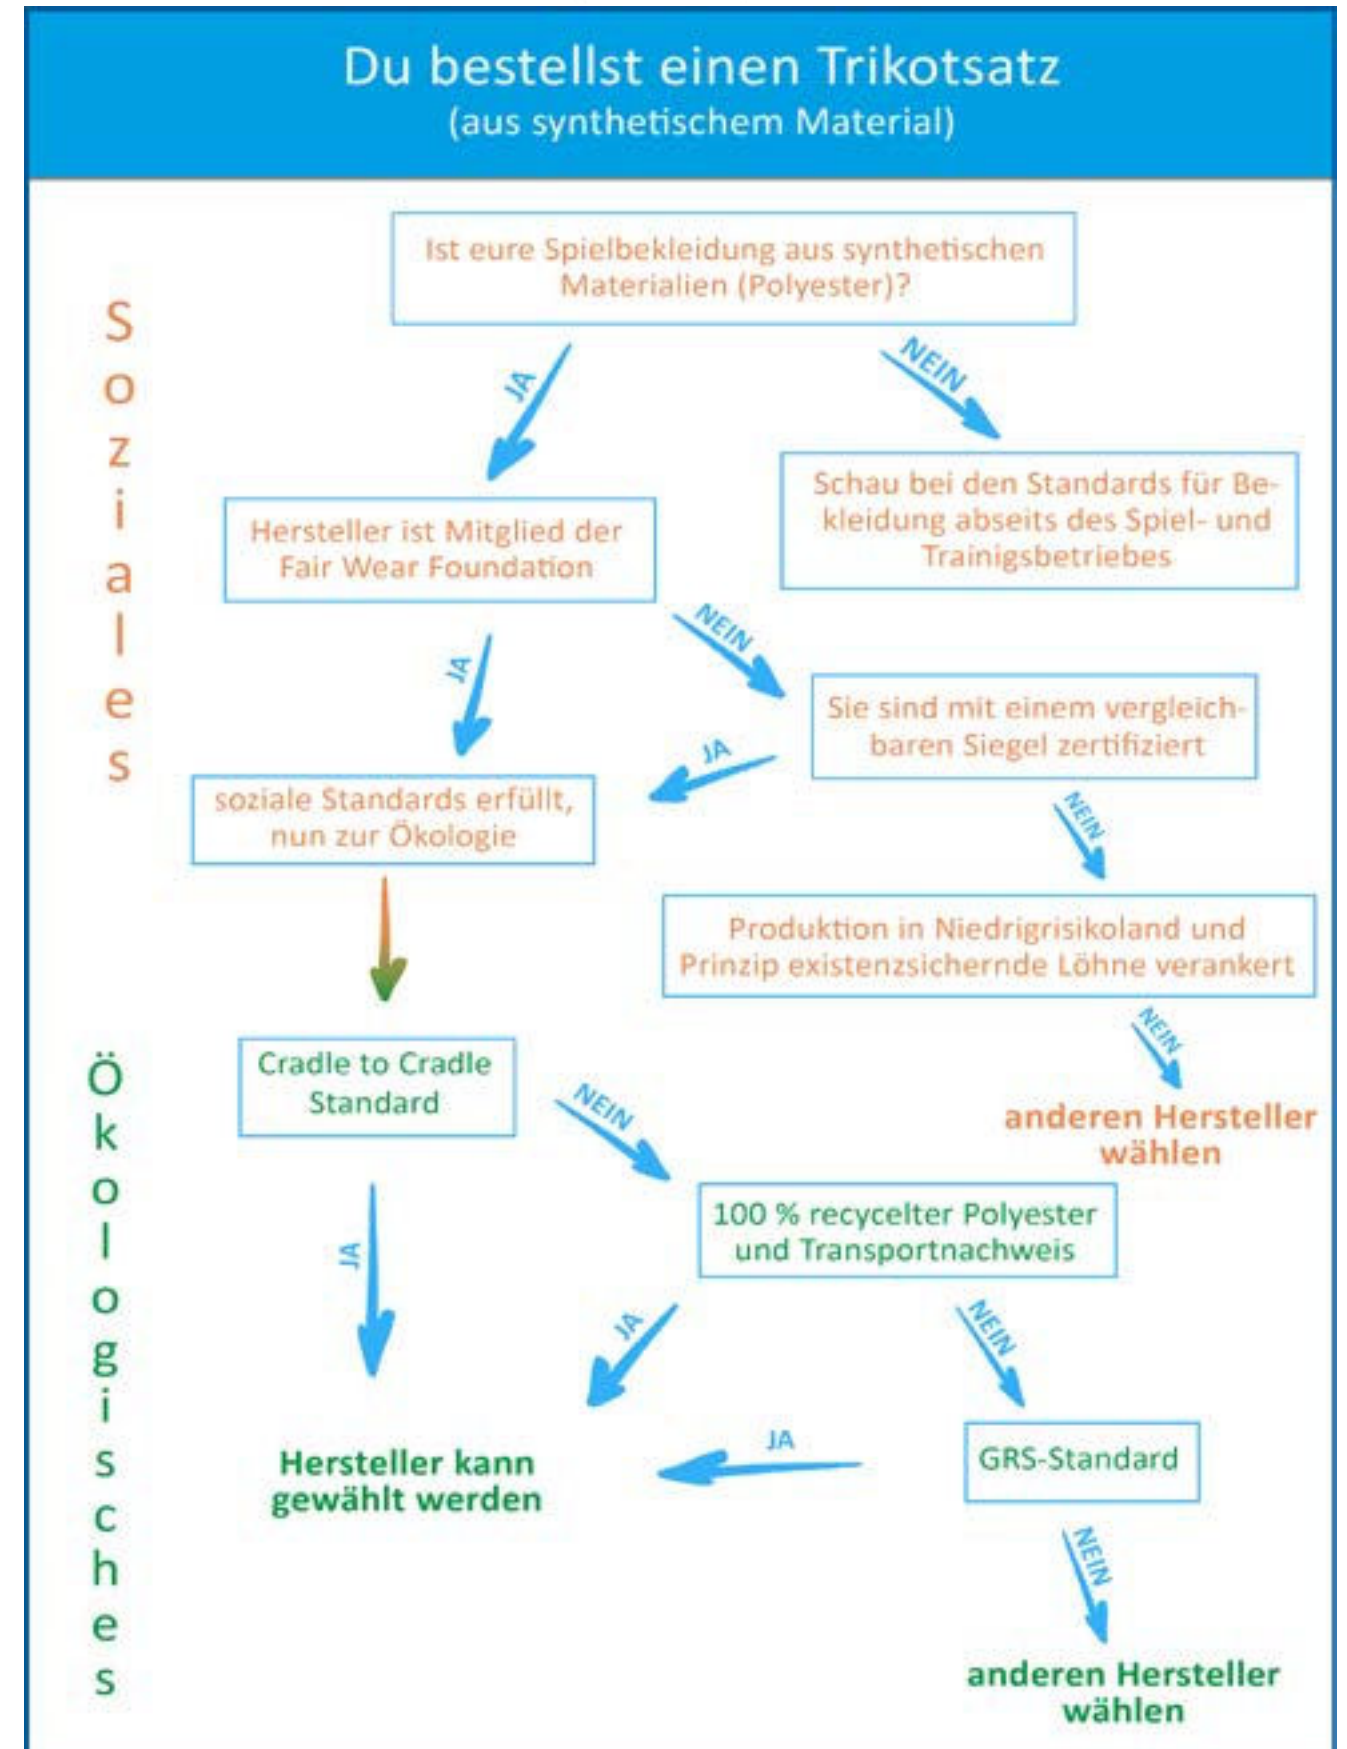 Du bestellst einen Trikotsatz
(aus synthetischem Material)
Ist eure Spielbekleidung aus synthetischen
Materialien (Polyester)?
JA
NEIN
Soziales
Schau bei den Standards für Be-
kleidung abseits des Spiel- und
Trainigsbetriebes
Hersteller ist Mitglied der
Fair Wear Foundation
JA
NEIN
Sie sind mit einem vergleich-
baren Siegel zertifiziert
JA
NEIN
soziale Standards erfüllt,
nun zur Ökologie
Produktion in Niedrigrisikoland und
Prinzip existenzsichernde Löhne verankert
NEIN
anderen Hersteller
wählen
Ökologisches
Cradle to Cradle
Standard
JA
NEIN
100 % recycelter Polyester
und Transportnachweis
JA
NEIN
GRS-Standard
JA
NEIN
Hersteller kann
gewählt werden
anderen Hersteller
wählen